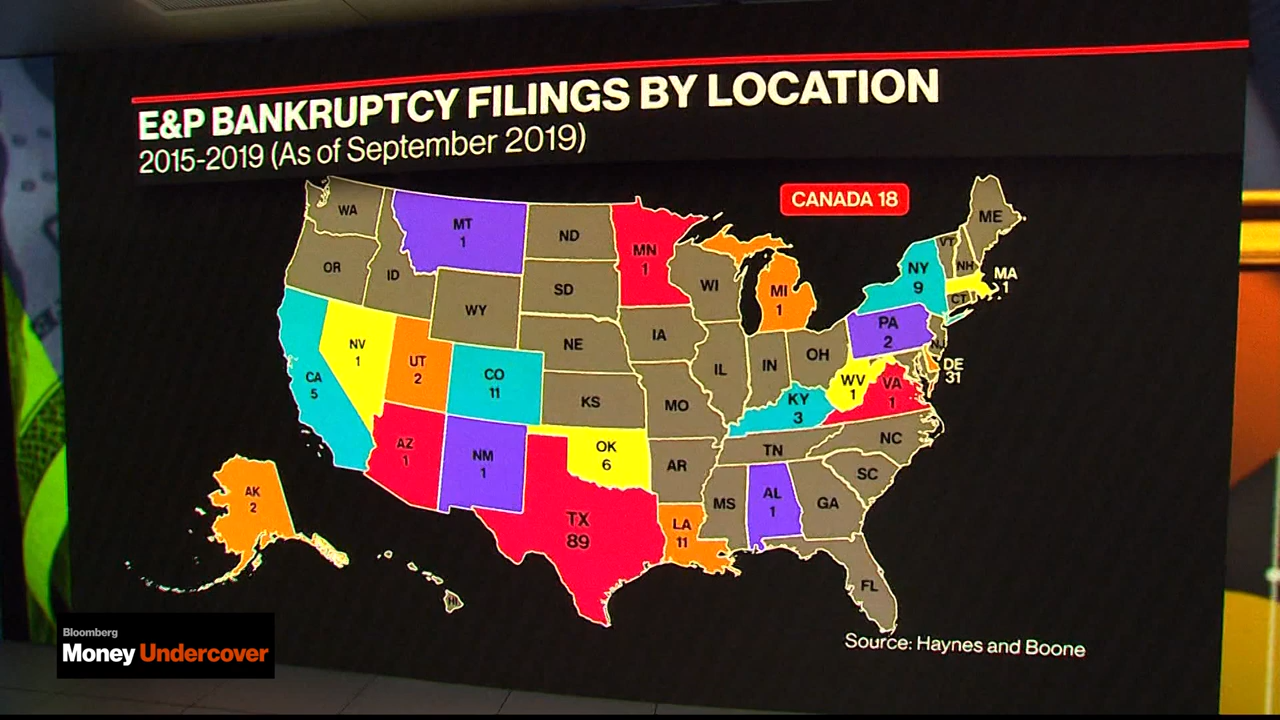 E&P BANKRUPTCY FILINGS BY LOCATION
2015-2019 (As of September 2019)
CANADA 18
WA
MT
1
ND
MN
1
ME
VT
NH
OR
ID
SD
WI
MI
1
NY
9
MA
1
CT
WY
IA
PA
2
NJ
NV
1
UT
2
NE
IL
IN
OH
DE
31
CA
5
CO
11
KS
MO
KY
3
WV
1
VA
1
AZ
1
NM
1
OK
6
AR
TN
NC
SC
AK
2
TX
89
LA
11
MS
AL
1
GA
HI
FL
Source: Haynes and Boone
Bloomberg
Money Undercover